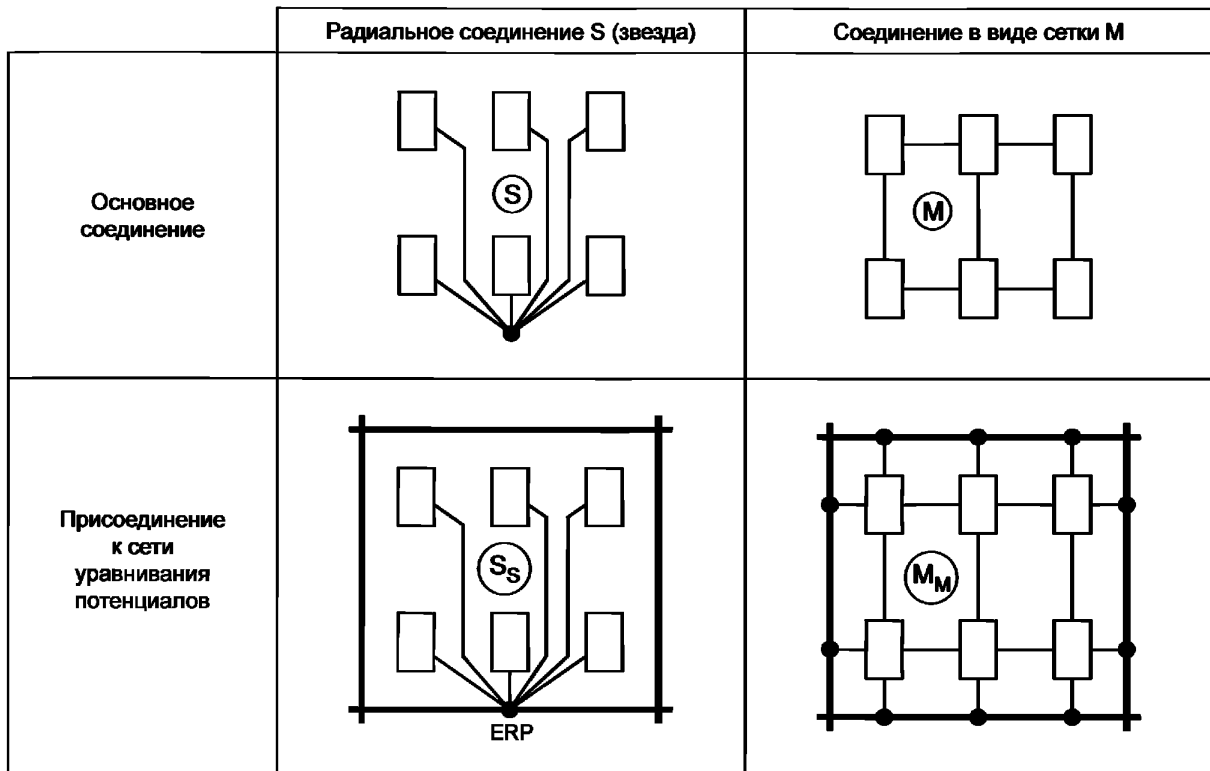 Радиальное соединение S (звезда)
Соединение в виде сетки M
Основное
соединение
S
M
Присоединение
к сети
уравнивания
потенциалов
SS
ERP
MM